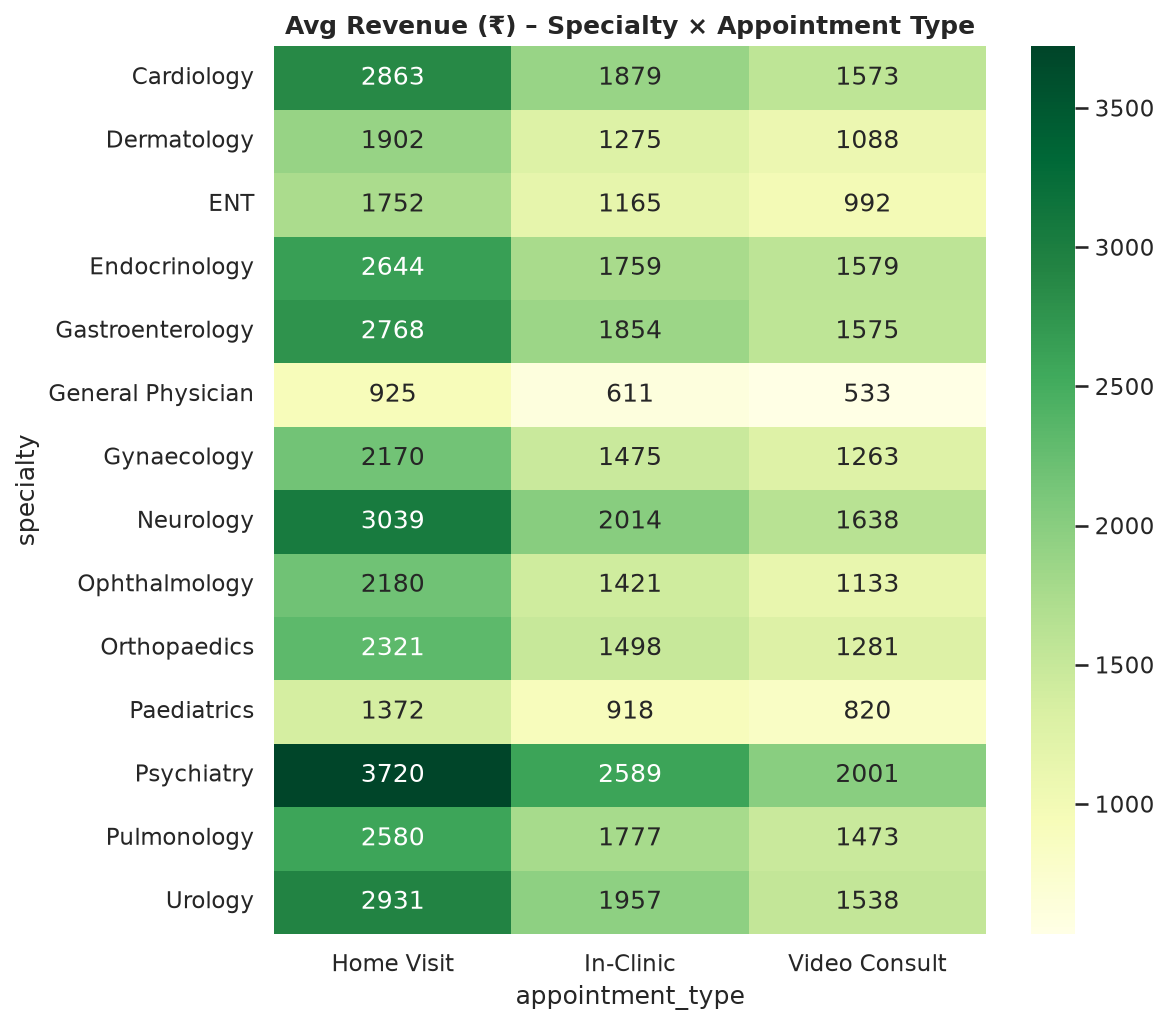 Avg Revenue (₹) – Specialty × Appointment Type
Cardiology 2863 1879 1573
Dermatology 1902 1275 1088
ENT 1752 1165 992
Endocrinology 2644 1759 1579
Gastroenterology 2768 1854 1575
General Physician 925 611 533
Gynaecology 2170 1475 1263
Neurology 3039 2014 1638
Ophthalmology 2180 1421 1133
Orthopaedics 2321 1498 1281
Paediatrics 1372 918 820
Psychiatry 3720 2589 2001
Pulmonology 2580 1777 1473
Urology 2931 1957 1538
Home Visit In-Clinic Video Consult
appointment_type
specialty
3500
3000
2500
2000
1500
1000